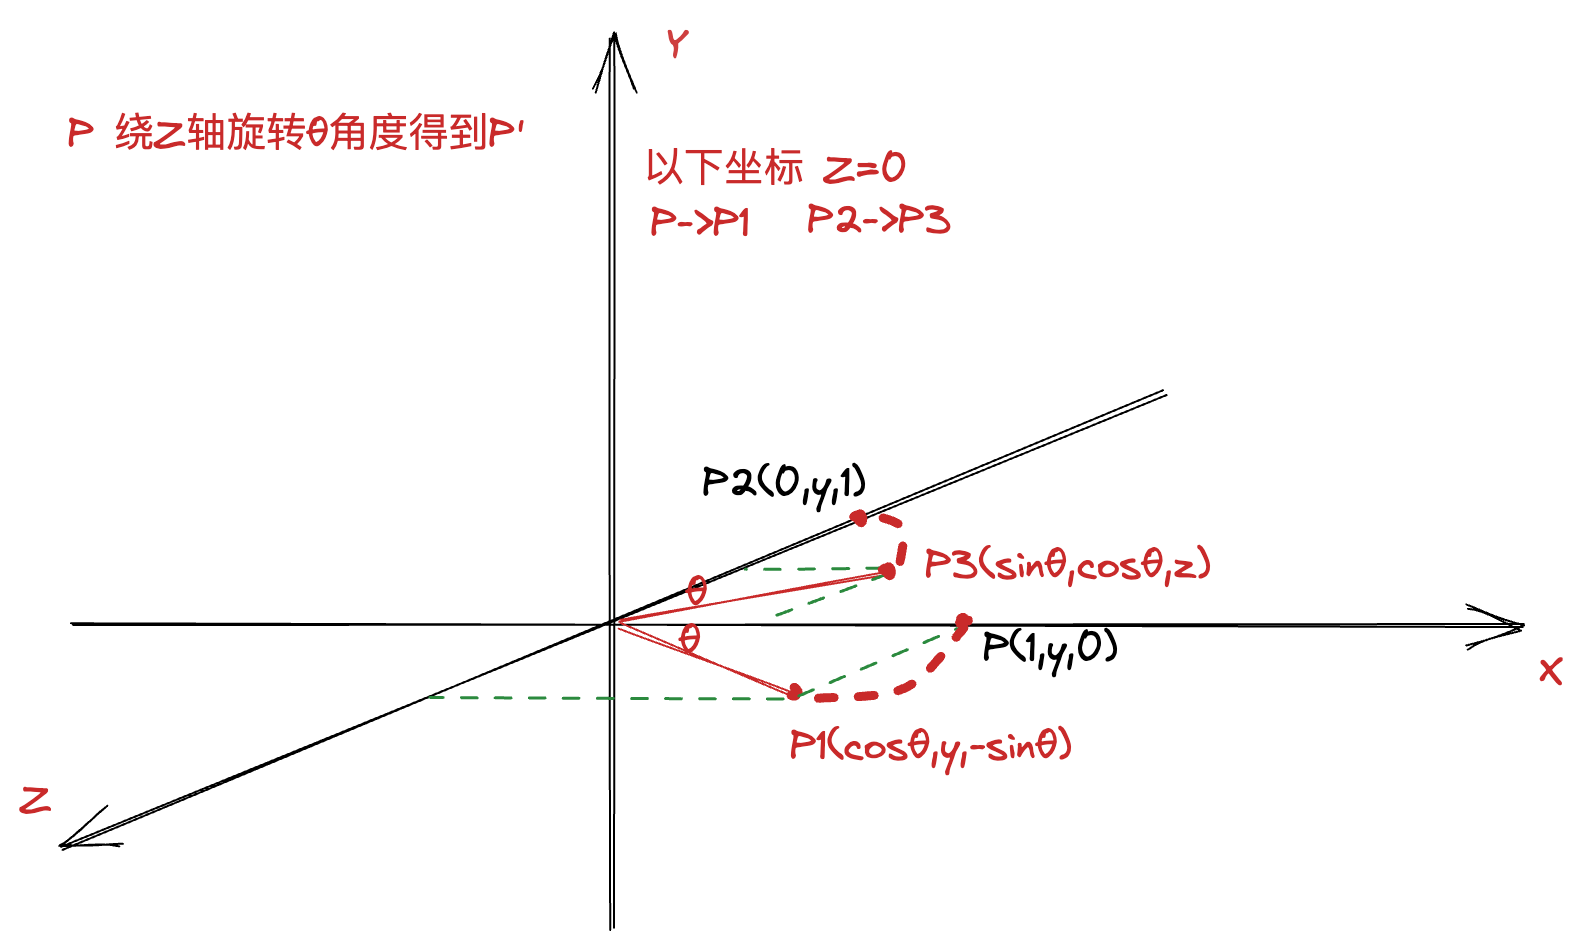 Y
P 绕Z轴旋转θ角度得到P'
以下坐标 Z=0
P->P1 P2->P3
P2(0,y,1)
P3(sinθ,cosθ,z)
θ
θ
P(1,y,0)
X
P1(cosθ,y,-sinθ)
Z